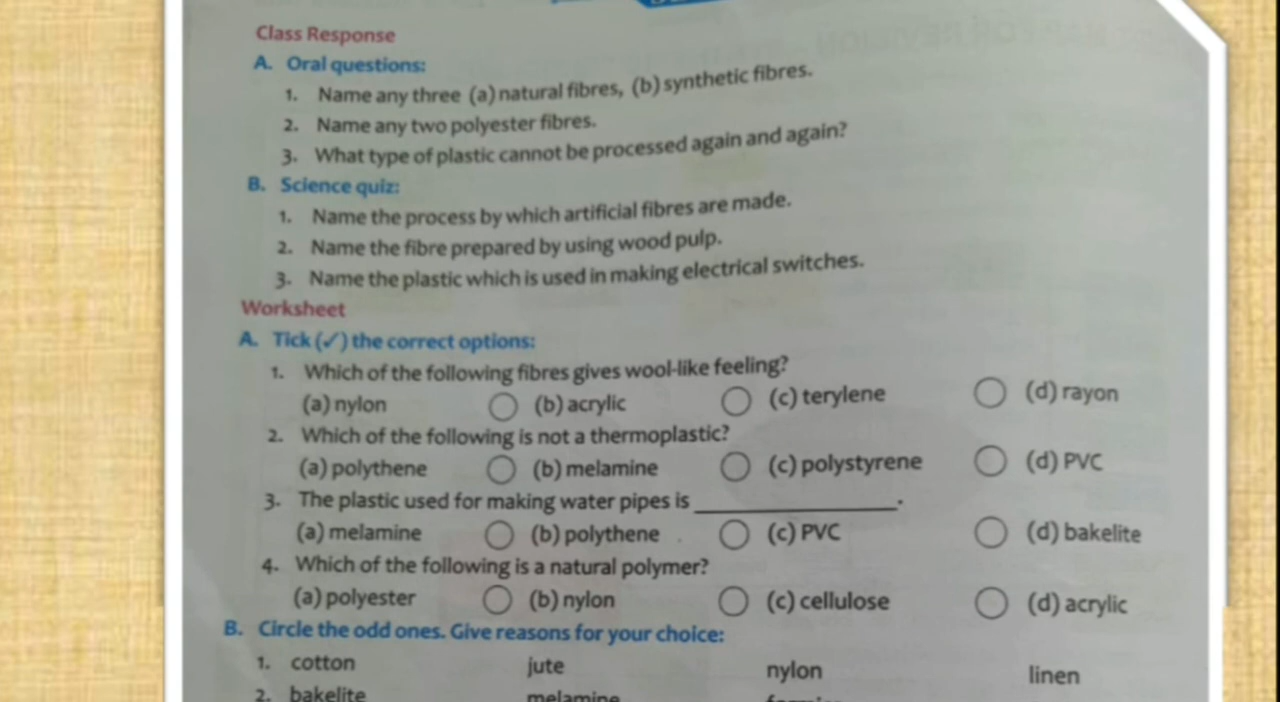 Class Response
A. Oral questions:
1. Name any three (a) natural fibres, (b) synthetic fibres.
2. Name any two polyester fibres.
3. What type of plastic cannot be processed again and again?
B. Science quiz:
1. Name the process by which artificial fibres are made.
2. Name the fibre prepared by using wood pulp.
3. Name the plastic which is used in making electrical switches.
Worksheet
A. Tick (✓) the correct options:
1. Which of the following fibres gives wool-like feeling?
(a) nylon (b) acrylic (c) terylene (d) rayon
2. Which of the following is not a thermoplastic?
(a) polythene (b) melamine (c) polystyrene (d) PVC
3. The plastic used for making water pipes is ____________.
(a) melamine (b) polythene (c) PVC (d) bakelite
4. Which of the following is a natural polymer?
(a) polyester (b) nylon (c) cellulose (d) acrylic
B. Circle the odd ones. Give reasons for your choice:
1. cotton jute nylon linen
2. bakelite melamine